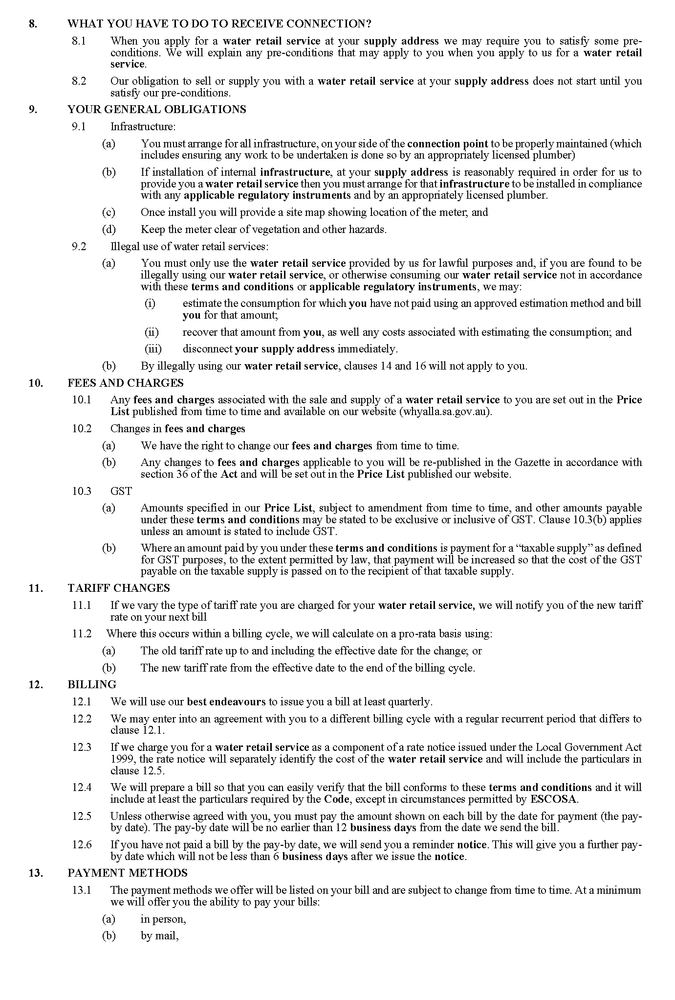 8. WHAT YOU HAVE TO DO TO RECEIVE CONNECTION?
8.1 When you apply for a water retail service at your supply address we may require you to satisfy some pre-
conditions. We will explain any pre-conditions that may apply to you when you apply to us for a water retail
service.
8.2 Our obligation to sell or supply you with a water retail service at your supply address does not start until you
satisfy our pre-conditions.
9. YOUR GENERAL OBLIGATIONS
9.1 Infrastructure:
(a) You must arrange for all infrastructure, on your side of the connection point to be properly maintained (which
includes ensuring any work to be undertaken is done so by an appropriately licensed plumber)
(b) If installation of internal infrastructure, at your supply address is reasonably required in order for us to
provide you a water retail service then you must arrange for that infrastructure to be installed in compliance
with any applicable regulatory instruments and by an appropriately licensed plumber.
(c) Once install you will provide a site map showing location of the meter; and
(d) Keep the meter clear of vegetation and other hazards.
9.2 Illegal use of water retail services:
(a) You must only use the water retail service provided by us for lawful purposes and, if you are found to be
illegally using our water retail service, or otherwise consuming our water retail service not in accordance
with these terms and conditions or applicable regulatory instruments, we may:
(i) estimate the consumption for which you have not paid using an approved estimation method and bill
you for that amount;
(ii) recover that amount from you, as well any costs associated with estimating the consumption; and
(iii) disconnect your supply address immediately.
(b) By illegally using our water retail service, clauses 14 and 16 will not apply to you.
10. FEES AND CHARGES
10.1 Any fees and charges associated with the sale and supply of a water retail service to you are set out in the Price
List published from time to time and available on our website (whyalla.sa.gov.au).
10.2 Changes in fees and charges
(a) We have the right to change our fees and charges from time to time.
(b) Any changes to fees and charges applicable to you will be re-published in the Gazette in accordance with
section 36 of the Act and will be set out in the Price List published our website.
10.3 GST
(a) Amounts specified in our Price List, subject to amendment from time to time, and other amounts payable
under these terms and conditions may be stated to be exclusive or inclusive of GST. Clause 10.3(b) applies
unless an amount is stated to include GST.
(b) Where an amount paid by you under these terms and conditions is payment for a “taxable supply” as defined
for GST purposes, to the extent permitted by law, that payment will be increased so that the cost of the GST
payable on the taxable supply is passed on to the recipient of that taxable supply.
11. TARIFF CHANGES
11.1 If we vary the type of tariff rate you are charged for your water retail service, we will notify you of the new tariff
rate on your next bill
11.2 Where this occurs within a billing cycle, we will calculate on a pro-rata basis using:
(a) The old tariff rate up to and including the effective date for the change; or
(b) The new tariff rate from the effective date to the end of the billing cycle.
12. BILLING
12.1 We will use our best endeavours to issue you a bill at least quarterly.
12.2 We may enter into an agreement with you to a different billing cycle with a regular recurrent period that differs to
clause 12.1.
12.3 If we charge you for a water retail service as a component of a rate notice issued under the Local Government Act
1999, the rate notice will separately identify the cost of the water retail service and will include the particulars in
clause 12.5.
12.4 We will prepare a bill so that you can easily verify that the bill conforms to these terms and conditions and it will
include at least the particulars required by the Code, except in circumstances permitted by ESCOSA.
12.5 Unless otherwise agreed with you, you must pay the amount shown on each bill by the date for payment (the pay-
by date). The pay-by date will be no earlier than 12 business days from the date we send the bill.
12.6 If you have not paid a bill by the pay-by date, we will send you a reminder notice. This will give you a further pay-
by date which will not be less than 6 business days after we issue the notice.
13. PAYMENT METHODS
13.1 The payment methods we offer will be listed on your bill and are subject to change from time to time. At a minimum
we will offer you the ability to pay your bills:
(a) in person,
(b) by mail,